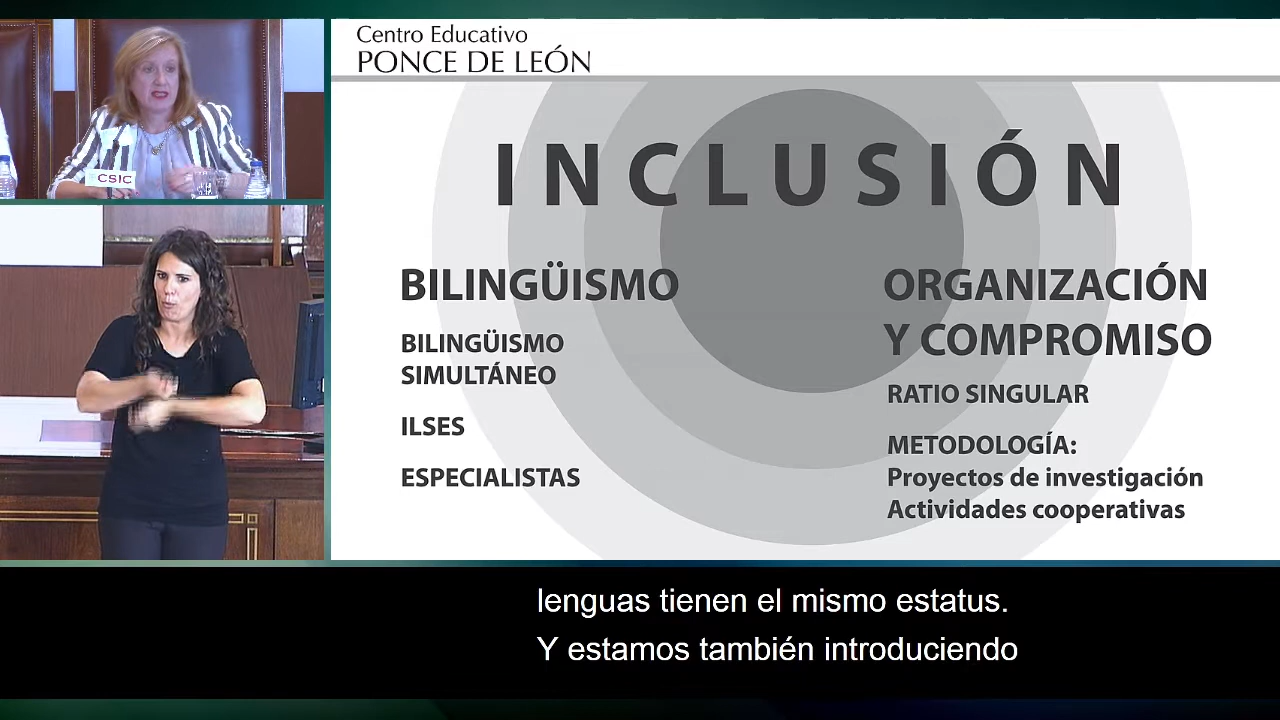 Centro Educativo
PONCE DE LEÓN
INCLUSIÓN
BILINGÜISMO
BILINGÜISMO
SIMULTÁNEO
ILSES
ESPECIALISTAS
ORGANIZACIÓN
Y COMPROMISO
RATIO SINGULAR
METODOLOGÍA:
Proyectos de investigación
Actividades cooperativas
CSIC
lenguas tienen el mismo estatus.
Y estamos también introduciendo